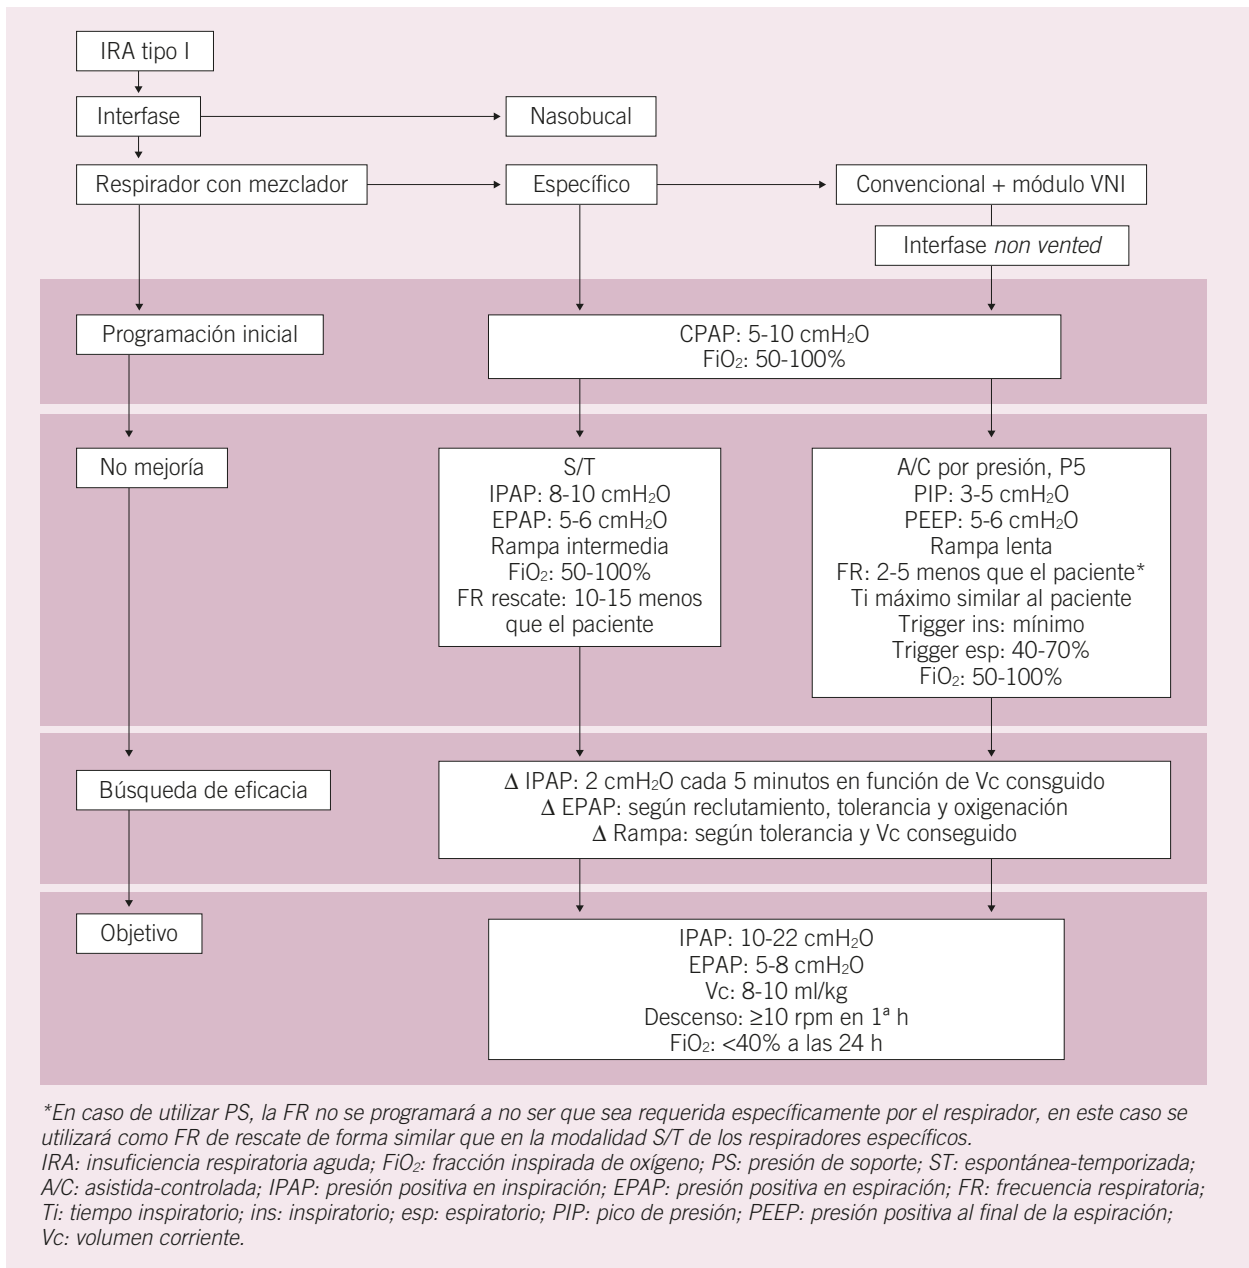 IRA tipo I
Interfase
Nasobucal
Respirador con mezclador
Específico
Convencional + módulo VNI
Interfase non vented
Programación inicial
CPAP: 5-10 cmH₂O
FiO₂: 50-100%
No mejoría
S/T
IPAP: 8-10 cmH₂O
EPAP: 5-6 cmH₂O
Rampa intermedia
FiO₂: 50-100%
FR rescate: 10-15 menos
que el paciente
A/C por presión, P5
PIP: 3-5 cmH₂O
PEEP: 5-6 cmH₂O
Rampa lenta
FR: 2-5 menos que el paciente*
Ti máximo similar al paciente
Trigger ins: mínimo
Trigger esp: 40-70%
FiO₂: 50-100%
Búsqueda de eficacia
Δ IPAP: 2 cmH₂O cada 5 minutos en función de Vc consguido
Δ EPAP: según reclutamiento, tolerancia y oxigenación
Δ Rampa: según tolerancia y Vc conseguido
Objetivo
IPAP: 10-22 cmH₂O
EPAP: 5-8 cmH₂O
Vc: 8-10 ml/kg
Descenso: ≥10 rpm en 1ª h
FiO₂: <40% a las 24 h
*En caso de utilizar PS, la FR no se programará a no ser que sea requerida específicamente por el respirador, en este caso se
utilizará como FR de rescate de forma similar que en la modalidad S/T de los respiradores específicos.
IRA: insuficiencia respiratoria aguda; FiO₂: fracción inspirada de oxígeno; PS: presión de soporte; ST: espontánea-temporizada;
A/C: asistida-controlada; IPAP: presión positiva en inspiración; EPAP: presión positiva en espiración; FR: frecuencia respiratoria;
Ti: tiempo inspiratorio; ins: inspiratorio; esp: espiratorio; PIP: pico de presión; PEEP: presión positiva al final de la espiración;
Vc: volumen corriente.